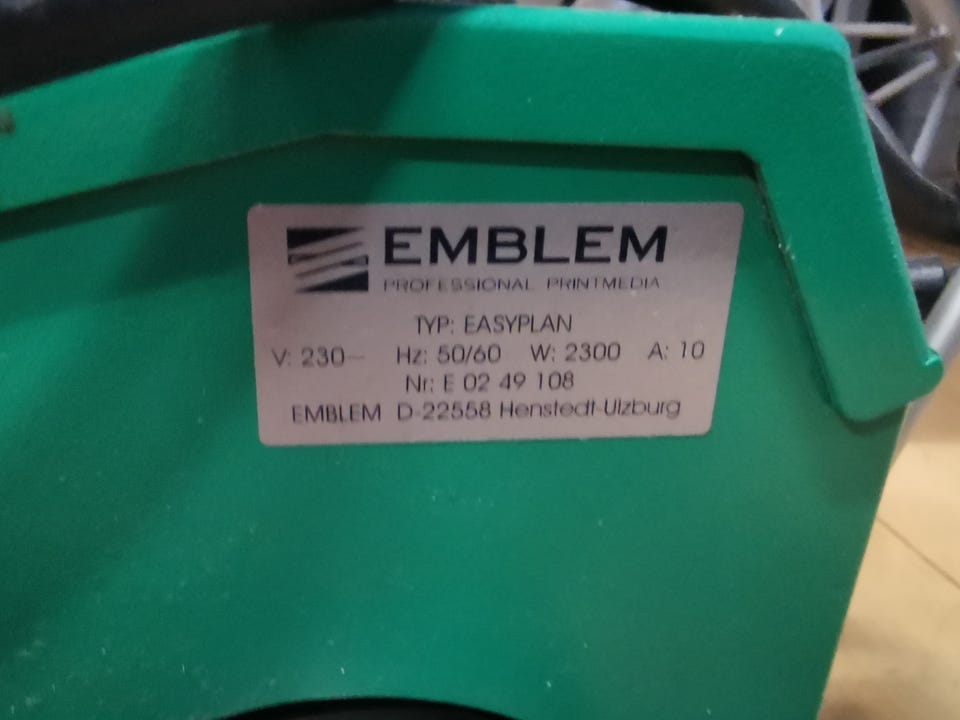 EMBLEM
PROFESSIONAL PRINTMEDIA
TYP: EASYPLAN
V: 230~ Hz: 50/60 W: 2300 A: 10
Nr: E 02 49 108
EMBLEM D-22558 Henstedt-Ulzburg